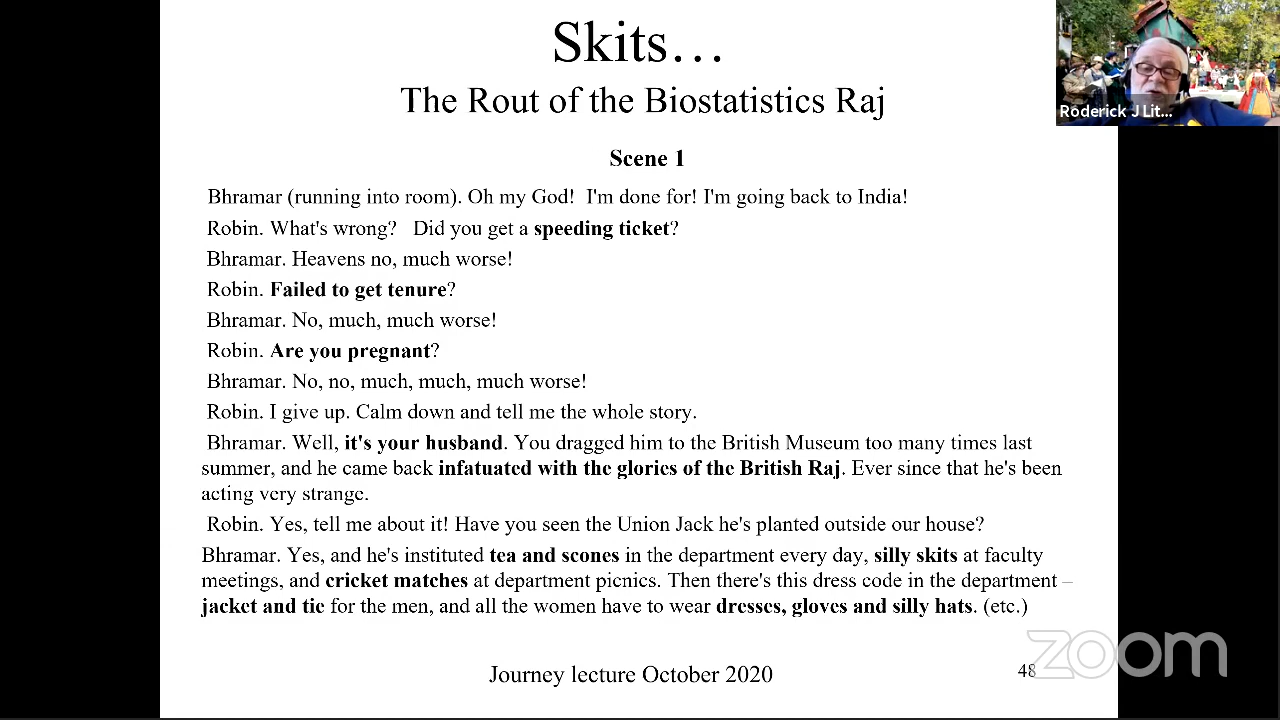 Skits…
The Rout of the Biostatistics Raj
Roderick J Lit...
Scene 1
Bhramar (running into room). Oh my God! I'm done for! I'm going back to India!
Robin. What's wrong? Did you get a speeding ticket?
Bhramar. Heavens no, much worse!
Robin. Failed to get tenure?
Bhramar. No, much, much worse!
Robin. Are you pregnant?
Bhramar. No, no, much, much, much worse!
Robin. I give up. Calm down and tell me the whole story.
Bhramar. Well, it's your husband. You dragged him to the British Museum too many times last
summer, and he came back infatuated with the glories of the British Raj. Ever since that he's been
acting very strange.
Robin. Yes, tell me about it! Have you seen the Union Jack he's planted outside our house?
Bhramar. Yes, and he's instituted tea and scones in the department every day, silly skits at faculty
meetings, and cricket matches at department picnics. Then there's this dress code in the department –
jacket and tie for the men, and all the women have to wear dresses, gloves and silly hats. (etc.)
Journey lecture October 2020
48
zoom